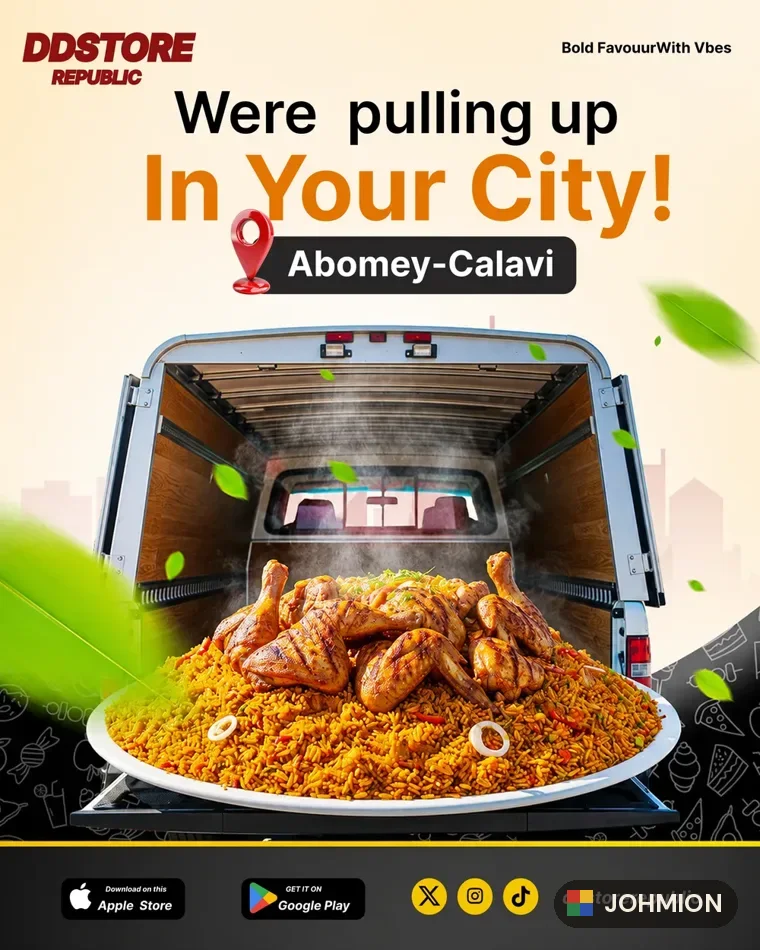 DDSTORE
REPUBLIC
Bold FavouurWith Vbes
Were pulling up
In Your City!
Abomey-Calavi
Download on this
Apple Store
GET IT ON
Google Play
JOHMION